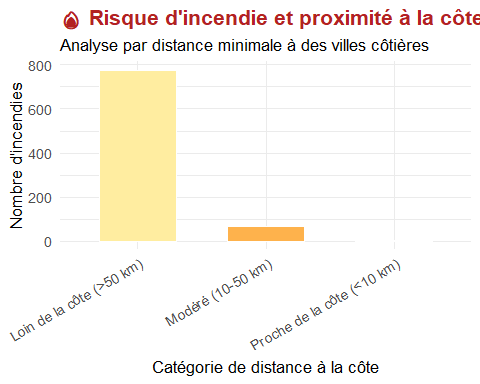 Risque d'incendie et proximité à la côte
Analyse par distance minimale à des villes côtières
Nombre d'incendies
800
600
400
200
0
Loin de la côte (>50 km)
Modéré (10-50 km)
Proche de la côte (<10 km)
Catégorie de distance à la côte